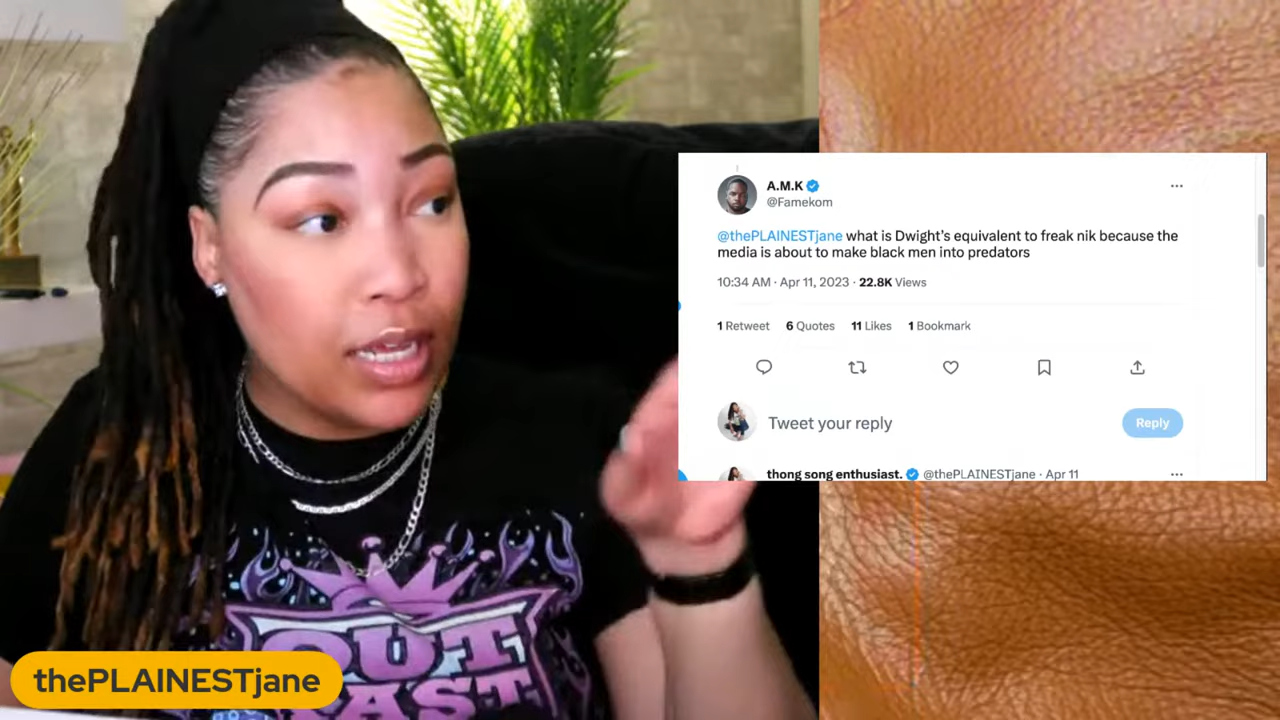 A.M.K
@Famekom
@thePLAINESTjane what is Dwight's equivalent to freak nik because the
media is about to make black men into predators
10:34 AM · Apr 11, 2023 · 22.8K Views
1 Retweet 6 Quotes 11 Likes 1 Bookmark
Tweet your reply
Reply
thong song enthusiast. @thePLAINESTjane · Apr 11
OUT
KAST
thePLAINESTjane